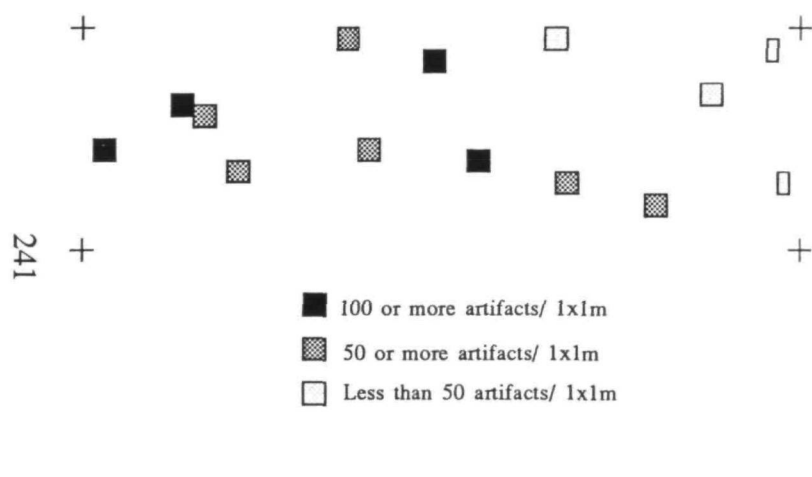 241
100 or more artifacts/ 1x1m
50 or more artifacts/ 1x1m
Less than 50 artifacts/ 1x1m